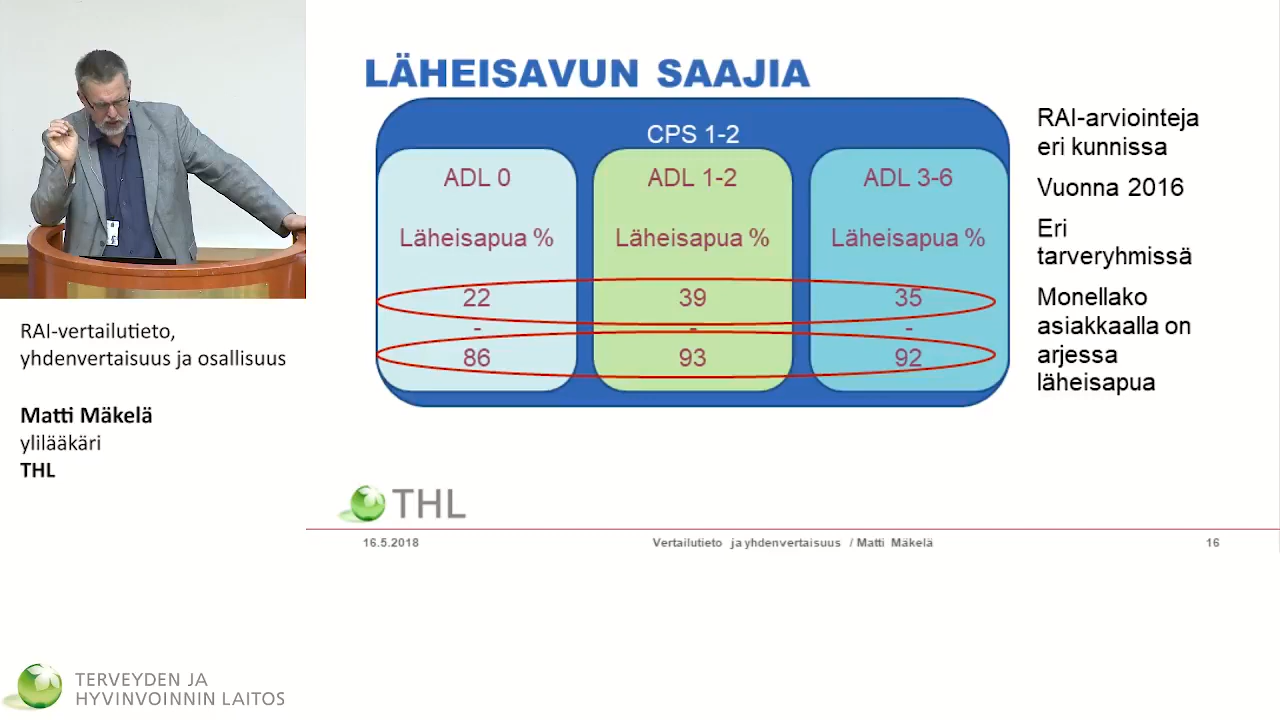 LÄHEISAVUN SAAJIA
CPS 1-2
ADL 0
Läheisapua %
22
-
86
ADL 1-2
Läheisapua %
39
-
93
ADL 3-6
Läheisapua %
35
-
92
RAI-arviointeja
eri kunnissa
Vuonna 2016
Eri
tarveryhmissä
Monellako
asiakkaalla on
arjessa
läheisapua
THL
16.5.2018
Vertailutieto ja yhdenvertaisuus / Matti Mäkelä
16
RAI-vertailutieto,
yhdenvertaisuus ja osallisuus
Matti Mäkelä
ylilääkäri
THL
TERVEYDEN JA
HYVINVOINNIN LAITOS